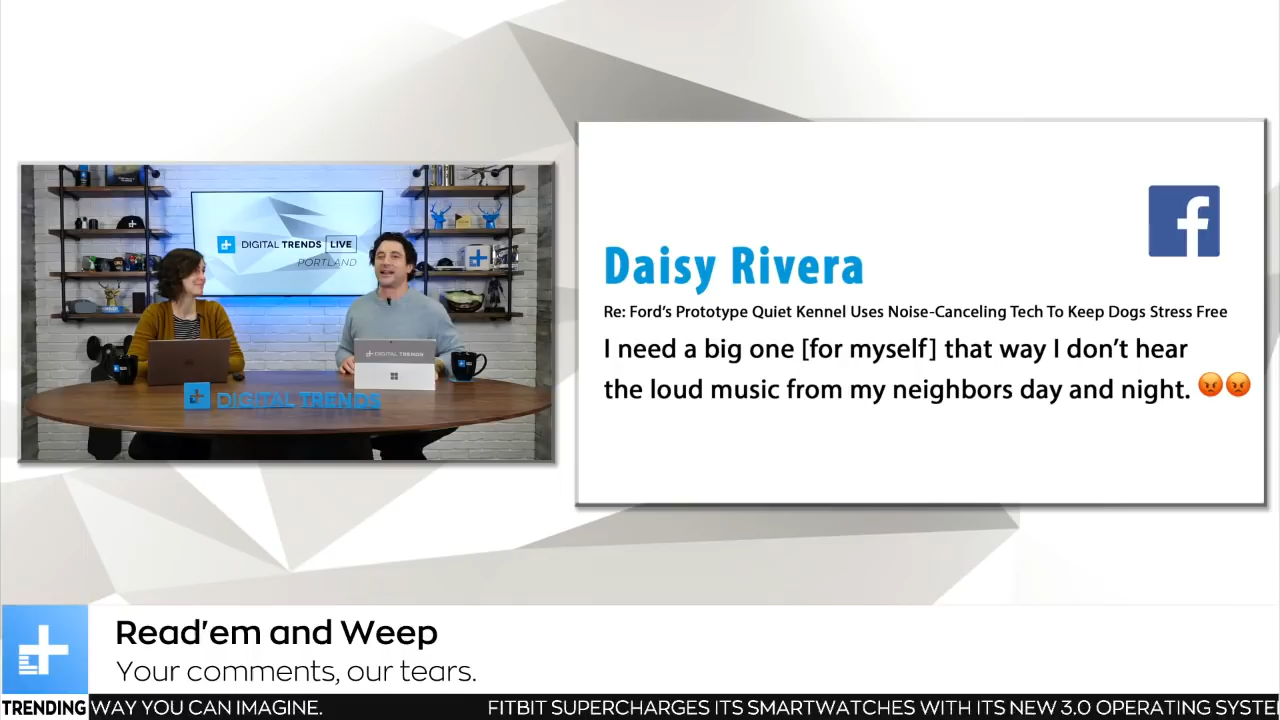 DIGITAL TRENDS LIVE
PORTLAND
DIGITAL TRENDS
DIGITAL TRENDS
Daisy Rivera
Re: Ford's Prototype Quiet Kennel Uses Noise-Canceling Tech To Keep Dogs Stress Free
I need a big one [for myself] that way I don't hear
the loud music from my neighbors day and night. 😡😡
Read'em and Weep
Your comments, our tears.
TRENDING WAY YOU CAN IMAGINE. FITBIT SUPERCHARGES ITS SMARTWATCHES WITH ITS NEW 3.0 OPERATING SYSTE